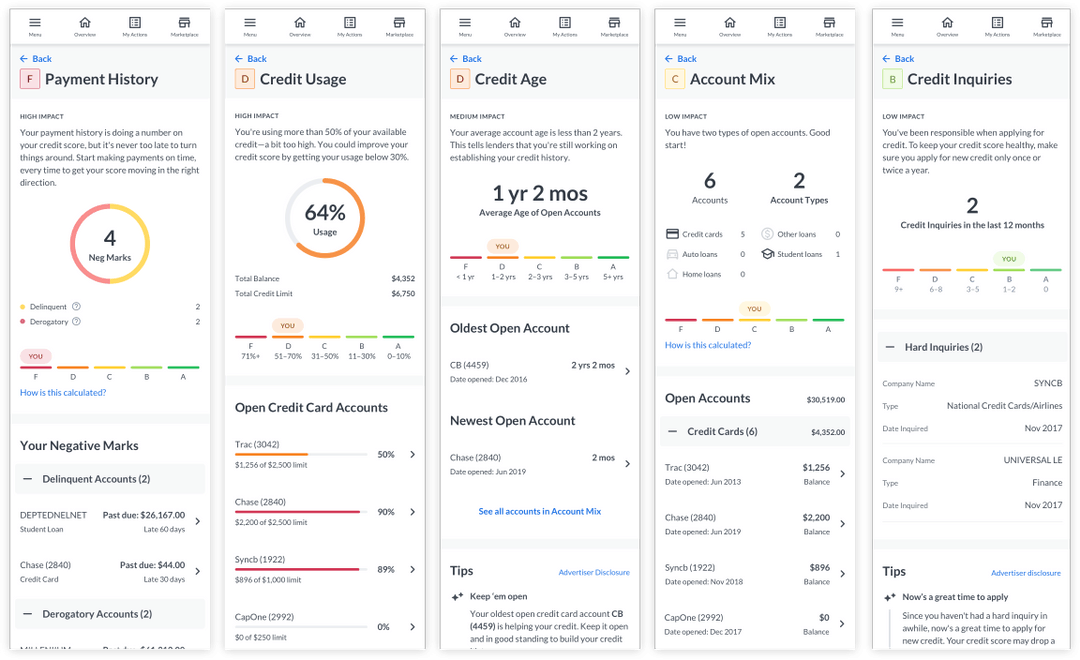 Menu
Overview
My Actions
Marketplace
← Back
F Payment History
HIGH IMPACT
Your payment history is doing a number on
your credit score, but it's never too late to turn
things around. Start making payments on time,
every time to get your score moving in the right
direction.
4
Neg Marks
Delinquent ? 2
Derogatory ? 2
YOU
F D C B A
How is this calculated?
Your Negative Marks
Delinquent Accounts (2)
DEPTEDNELNET Past due: $26,167.00
Student Loan Late 60 days
Chase (2840) Past due: $44.00
Credit Card Late 30 days
Derogatory Accounts (2)
Menu
Overview
My Actions
Marketplace
← Back
D Credit Usage
HIGH IMPACT
You're using more than 50% of your available
credit—a bit too high. You could improve your
credit score by getting your usage below 30%.
64%
Usage
Total Balance $4,352
Total Credit Limit $6,750
YOU
F D C B A
71%+ 51–70% 31–50% 11–30% 0–10%
Open Credit Card Accounts
Trac (3042)
50%
$1,256 of $2,500 limit
Chase (2840)
90%
$2,200 of $2,500 limit
Syncb (1922)
89%
$896 of $1,000 limit
CapOne (2992)
0%
$0 of $250 limit
Menu
Overview
My Actions
Marketplace
← Back
D Credit Age
MEDIUM IMPACT
Your average account age is less than 2 years.
This tells lenders that you're still working on
establishing your credit history.
1 yr 2 mos
Average Age of Open Accounts
YOU
F D C B A
< 1 yr 1–2 yrs 2–3 yrs 3–5 yrs 5+ yrs
Oldest Open Account
CB (4459) 2 yrs 2 mos
Date opened: Dec 2016
Newest Open Account
Chase (2840) 2 mos
Date opened: Jun 2019
See all accounts in Account Mix
Tips Advertiser Disclosure
Keep 'em open
Your oldest open credit card account CB
(4459) is helping your credit. Keep it open
and in good standing to build your credit
Menu
Overview
My Actions
Marketplace
← Back
C Account Mix
LOW IMPACT
You have two types of open accounts. Good
start!
6 2
Accounts Account Types
Credit cards 5 Other loans 0
Auto loans 0 Student loans 1
Home loans 0
YOU
F D C B A
How is this calculated?
Open Accounts $30,519.00
Credit Cards (6) $4,352.00
Trac (3042) $1,256
Date opened: Jun 2013 Balance
Chase (2840) $2,200
Date opened: Jun 2019 Balance
Syncb (1922) $896
Date opened: Nov 2018 Balance
CapOne (2992) $0
Date opened: Dec 2017 Balance
Menu
Overview
My Actions
Marketplace
← Back
B Credit Inquiries
LOW IMPACT
You've been responsible when applying for
credit. To keep your credit score healthy, make
sure you apply for new credit only once or
twice a year.
2
Credit Inquiries in the last 12 months
YOU
F D C B A
9+ 6–8 3–5 1–2 0
Hard Inquiries (2)
Company Name SYNCB
Type National Credit Cards/Airlines
Date Inquired Nov 2017
Company Name UNIVERSAL LE
Type Finance
Date Inquired Nov 2017
Tips Advertiser disclosure
Now's a great time to apply
Since you haven't had a hard inquiry in
awhile, now's a great time to apply for
new credit. Your credit score may drop a